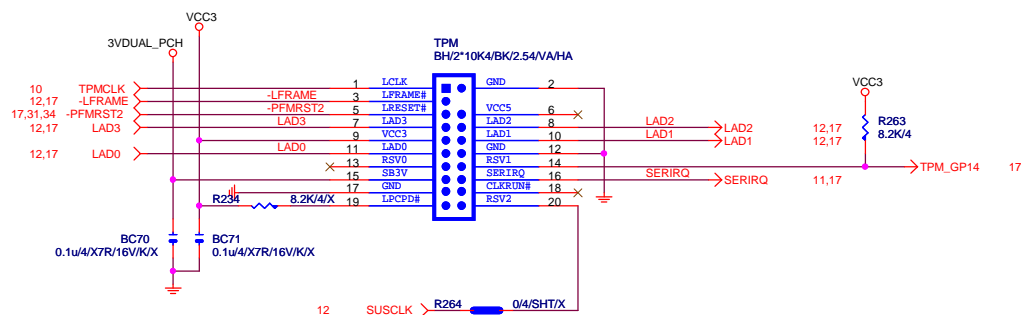 VCC3
3VDUAL_PCH
TPM
BH/2*10K4/BK/2.54/VA/HA
VCC3
10 TPMCLK 1 LCLK GND 2
12,17 -LFRAME -LFRAME 3 LFRAME#
17,31,34 -PFMRST2 -PFMRST2 5 LRESET# VCC5 6
12,17 LAD3 LAD3 7 LAD3 LAD2 8 LAD2 LAD2 12,17
9 VCC3 LAD1 10 LAD1 LAD1 12,17
12,17 LAD0 LAD0 11 LAD0 GND 12
R263
8.2K/4
13 RSV0 RSV1 14 TPM_GP14 17
15 SB3V SERIRQ 16 SERIRQ SERIRQ 11,17
17 GND CLKRUN# 18
R234 8.2K/4/X 19 LPCPD# RSV2 20
BC70 BC71
0.1u/4/X7R/16V/K/X 0.1u/4/X7R/16V/K/X
12 SUSCLK R264 0/4/SHT/X